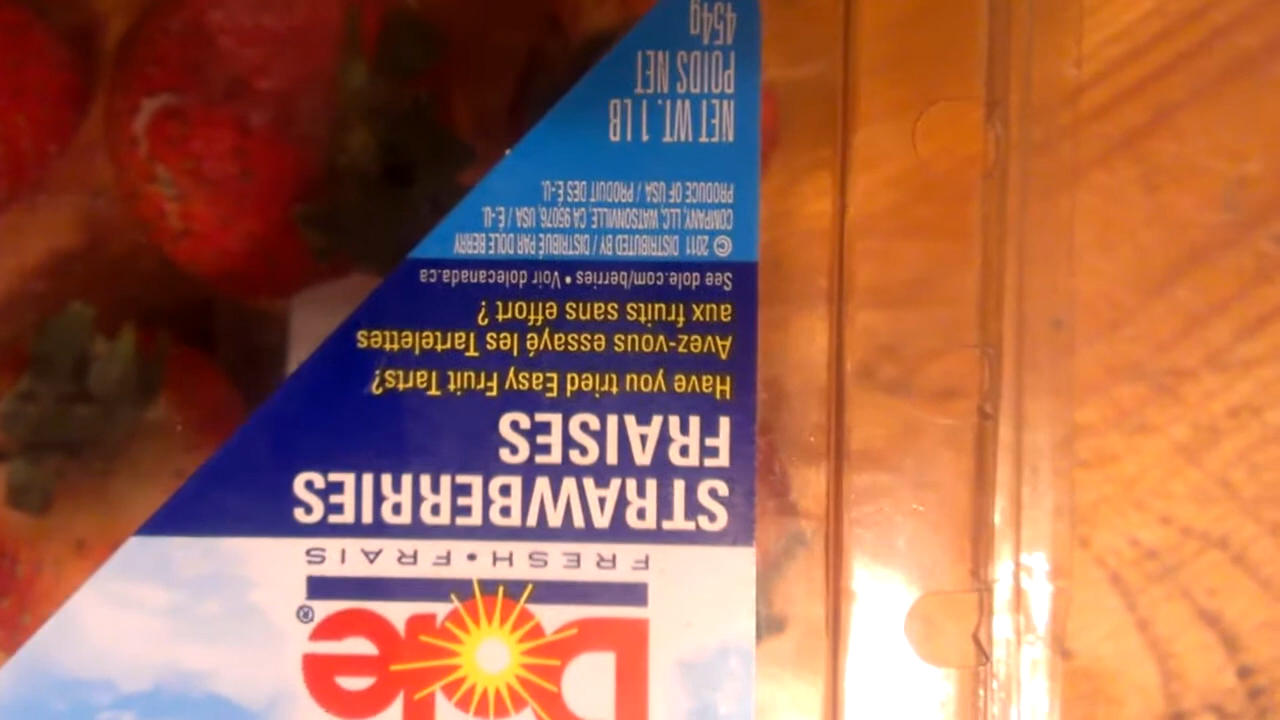 Dole®
FRESH•FRAIS
STRAWBERRIES
FRAISES
Have you tried Easy Fruit Tarts?
Avez-vous essayé les Tartelettes
aux fruits sans effort ?
See dole.com/berries • Voir dolecanada.ca
© 2011 DISTRIBUTED BY / DISTRIBUÉ PAR DOLE BERRY
COMPANY, LLC, WATSONVILLE, CA 95076, USA / É.-U.
PRODUCE OF USA / PRODUIT DES É.-U.
NET WT. 1 LB
POIDS NET
454g